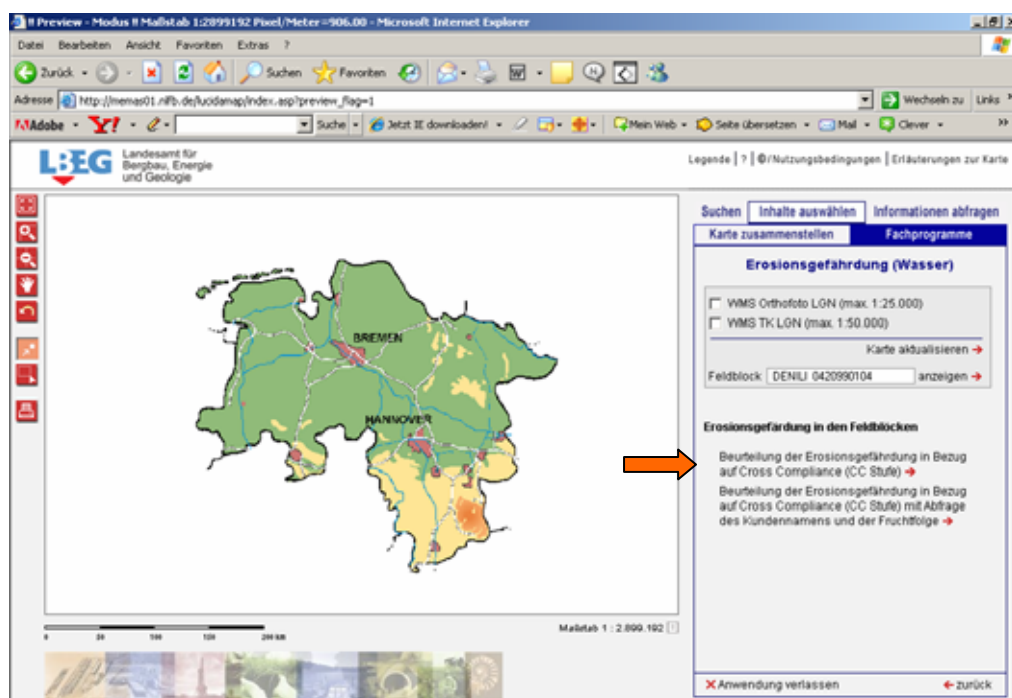 !! Preview - Modus !! Maßstab 1:2899192 Pixel/Meter=906.00 - Microsoft Internet Explorer
Datei Bearbeiten Ansicht Favoriten Extras ?
Zurück Suchen Favoriten
Adresse http://memas01.nlfb.de/lucidamap/index.asp?preview_flag=1 Wechseln zu Links
Adobe Y! Suche Jetzt IE downloaden! Mein Web Seite übersetzen Mail Clever
LBEG
Landesamt für
Bergbau, Energie
und Geologie
Legende | ? | ©/Nutzungsbedingungen | Erläuterungen zur Karte
Suchen Inhalte auswählen Informationen abfragen
Karte zusammenstellen Fachprogramme
Erosionsgefährdung (Wasser)
WMS Orthofoto LGN (max. 1:25.000)
WMS TK LGN (max. 1:50.000)
Karte aktualisieren
Feldblock DENILI 0420990104 anzeigen
Erosionsgefärdung in den Feldblöcken
Beurteilung der Erosionsgefährdung in Bezug
auf Cross Compliance (CC Stufe)
Beurteilung der Erosionsgefährdung in Bezug
auf Cross Compliance (CC Stufe) mit Abfrage
des Kundennamens und der Fruchtfolge
BREMEN
HANNOVER
0 50 100 150 200 km
Maßstab 1 : 2.899.192
Anwendung verlassen zurück